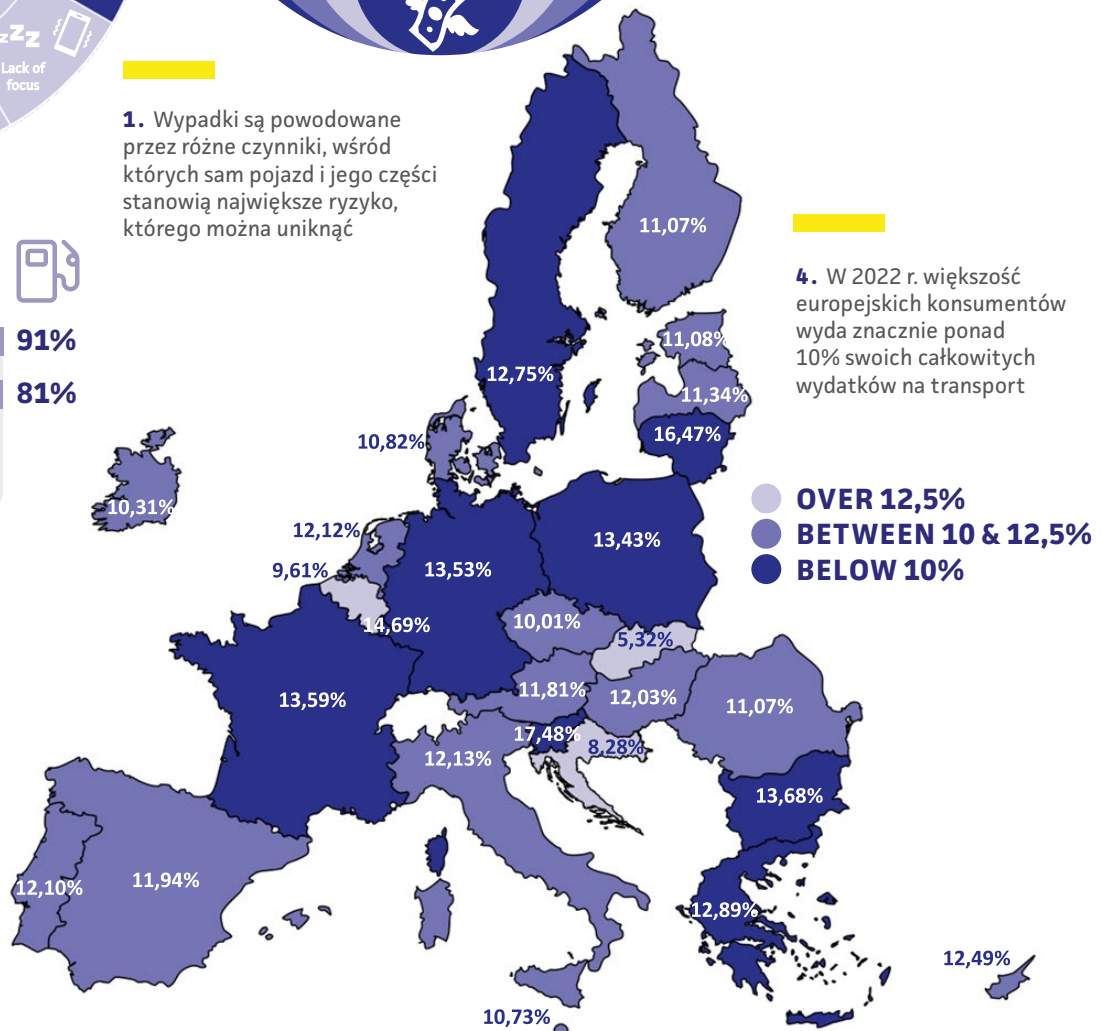 zZZ
Lack of
focus
1. Wypadki są powodowane
przez różne czynniki, wśród
których sam pojazd i jego części
stanowią największe ryzyko,
którego można uniknąć
91%
81%
4. W 2022 r. większość
europejskich konsumentów
wyda znacznie ponad
10% swoich całkowitych
wydatków na transport
OVER 12,5%
BETWEEN 10 & 12,5%
BELOW 10%
11,07%
11,08%
12,75%
11,34%
16,47%
10,82%
10,31%
12,12%
13,43%
9,61%
13,53%
14,69%
10,01%
5,32%
11,81%
12,03%
13,59%
11,07%
17,48%
8,28%
12,13%
13,68%
12,10%
11,94%
12,89%
12,49%
10,73%